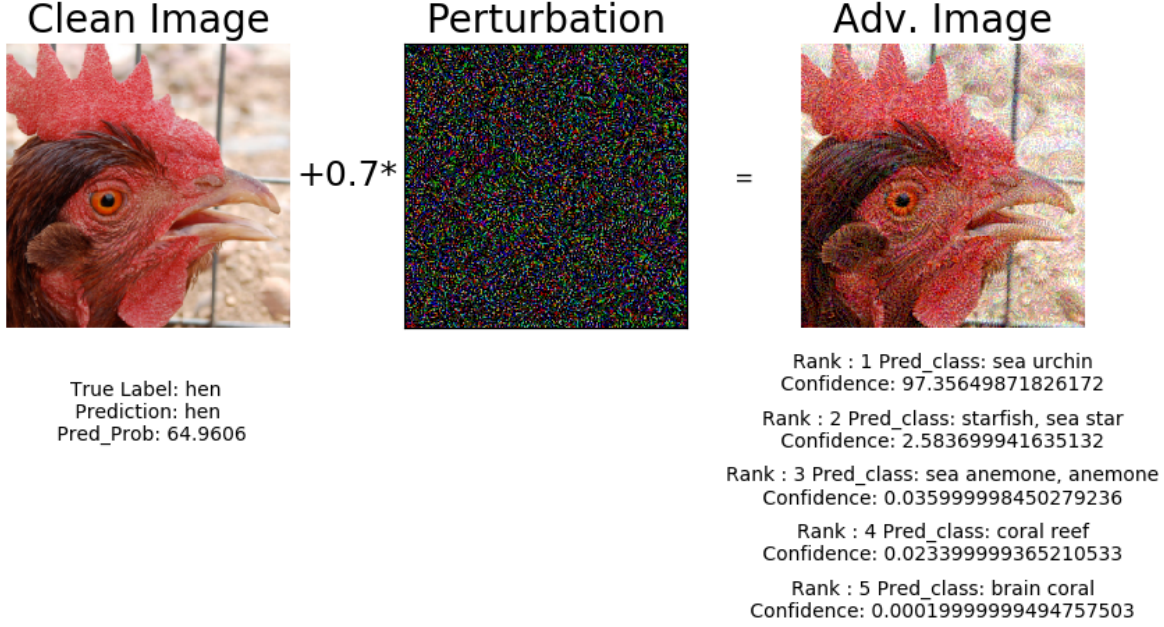 Clean Image
Perturbation
Adv. Image
+0.7*
=
True Label: hen
Prediction: hen
Pred_Prob: 64.9606
Rank : 1 Pred_class: sea urchin
Confidence: 97.35649871826172
Rank : 2 Pred_class: starfish, sea star
Confidence: 2.583699941635132
Rank : 3 Pred_class: sea anemone, anemone
Confidence: 0.035999998450279236
Rank : 4 Pred_class: coral reef
Confidence: 0.023399999365210533
Rank : 5 Pred_class: brain coral
Confidence: 0.00019999999494757503